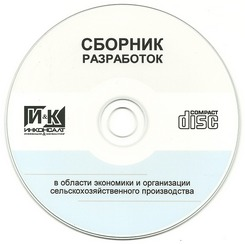 СБОРНИК
РАЗРАБОТОК
И&К
ИНКОНСАЛТ
COMPACT
disc
в области экономики и организации
сельскохозяйственного производства